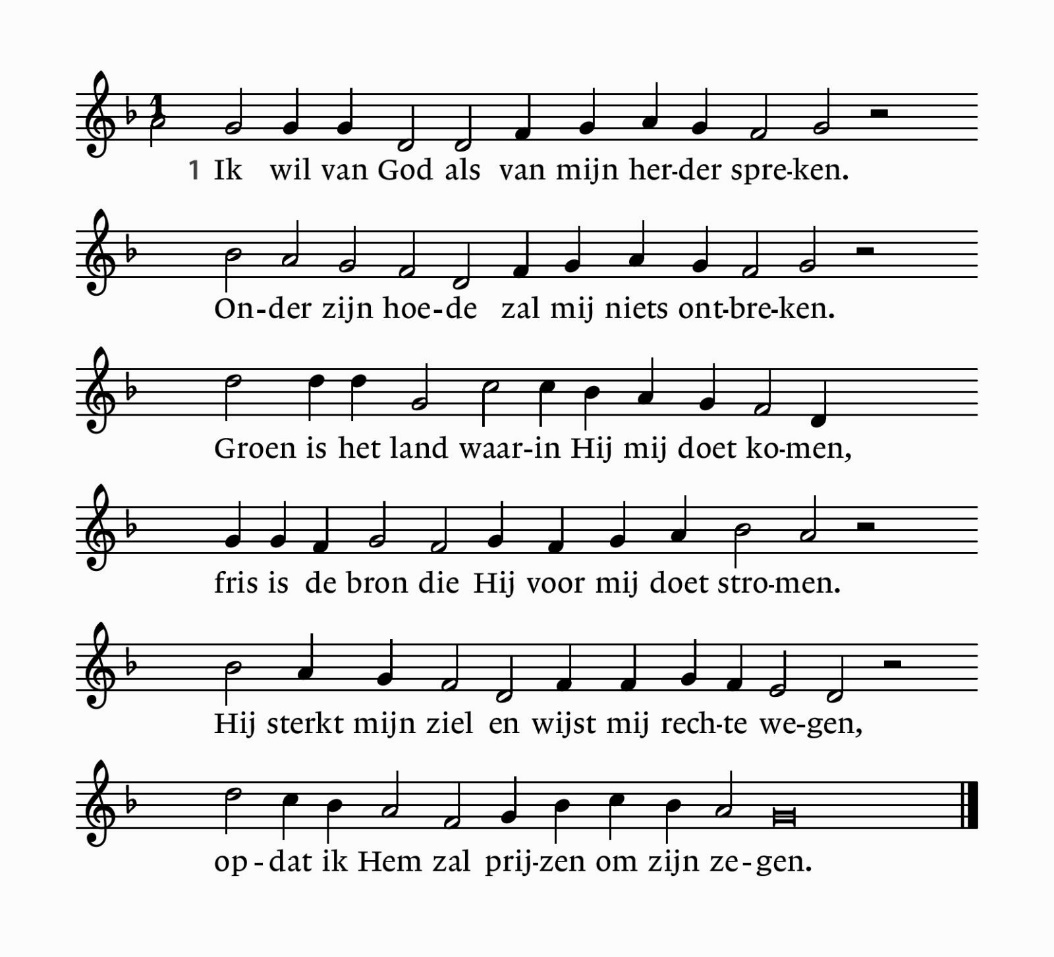 1
1 Ik wil van God als van mijn her-der spre-ken.
On-der zijn hoe-de zal mij niets ont-bre-ken.
Groen is het land waar-in Hij mij doet ko-men,
fris is de bron die Hij voor mij doet stro-men.
Hij sterkt mijn ziel en wijst mij rech-te we-gen,
op-dat ik Hem zal prij-zen om zijn ze-gen.